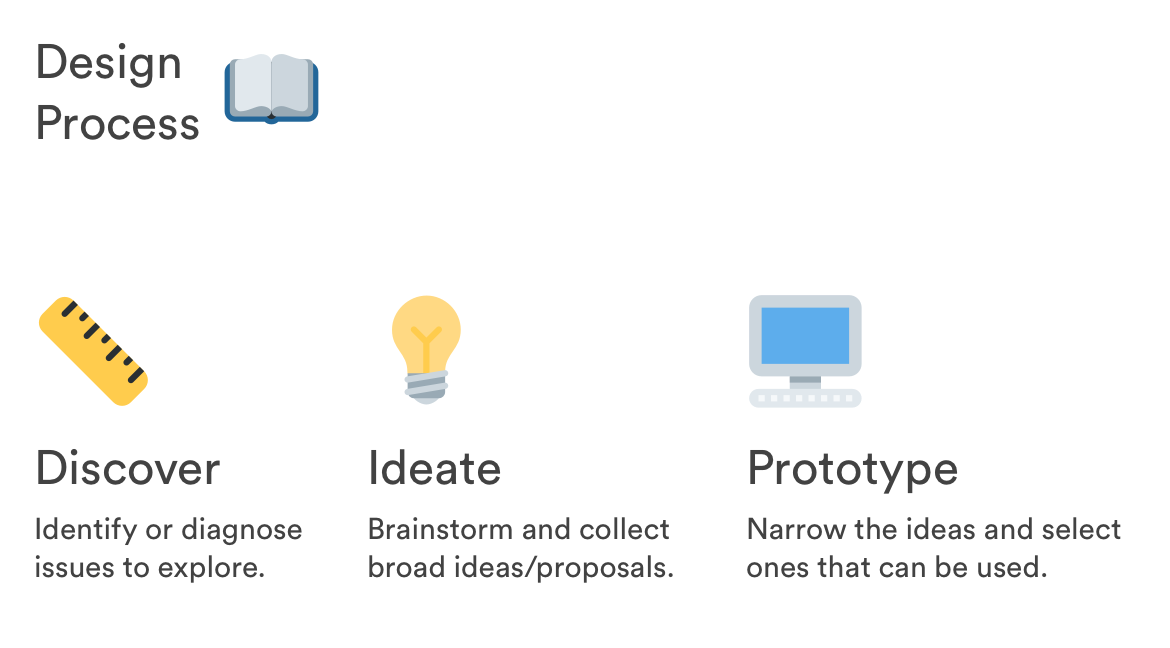 Design
Process
Discover
Identify or diagnose
issues to explore.
Ideate
Brainstorm and collect
broad ideas/proposals.
Prototype
Narrow the ideas and select
ones that can be used.